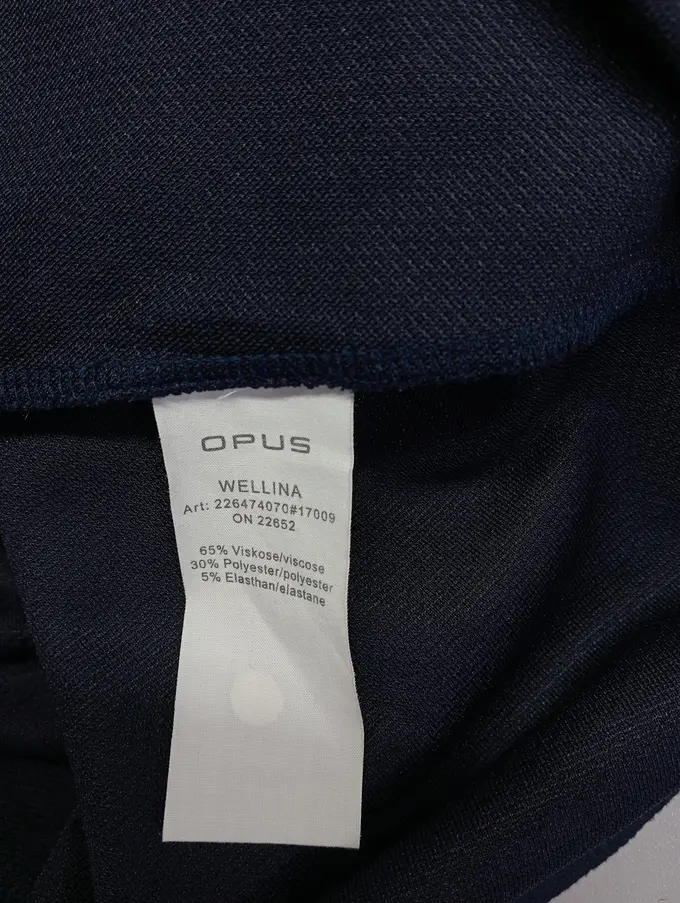 OPUS
WELLINA
Art: 226474070#17009
ON 22652
65% Viskose/viscose
30% Polyester/polyester
5% Elasthan/elastane